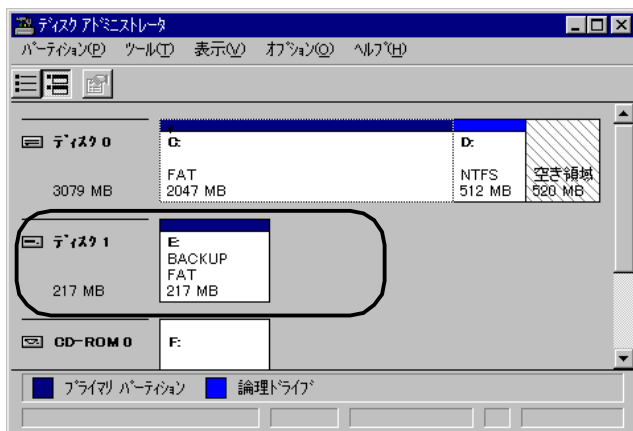 ディスク アドミニストレータ
パーティション(P) ツール(T) 表示(V) オプション(O) ヘルプ(H)
ディスク 0
3079 MB
C:
FAT
2047 MB
D:
NTFS
512 MB
空き領域
520 MB
ディスク 1
217 MB
E:
BACKUP
FAT
217 MB
CD-ROM 0
F:
プライマリ パーティション
論理ドライブ